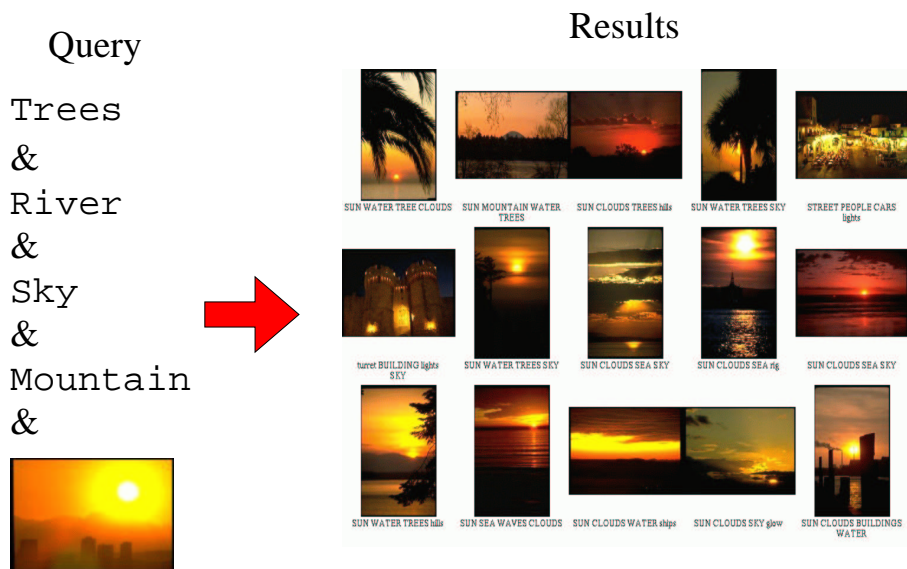 Query
Results
Trees
&
River
&
Sky
&
Mountain
&
SUN WATER TREE CLOUDS
SUN MOUNTAIN WATER
TREES
SUN CLOUDS TREES hills
SUN WATER TREES SKY
STREET PEOPLE CARS
lights
turret BUILDING lights
SKY
SUN WATER TREES SKY
SUN CLOUDS SEA SKY
SUN CLOUDS SEA rig
SUN CLOUDS SEA SKY
SUN WATER TREES hills
SUN SEA WAVES CLOUDS
SUN CLOUDS WATER ships
SUN CLOUDS SKY glow
SUN CLOUDS BUILDINGS
WATER